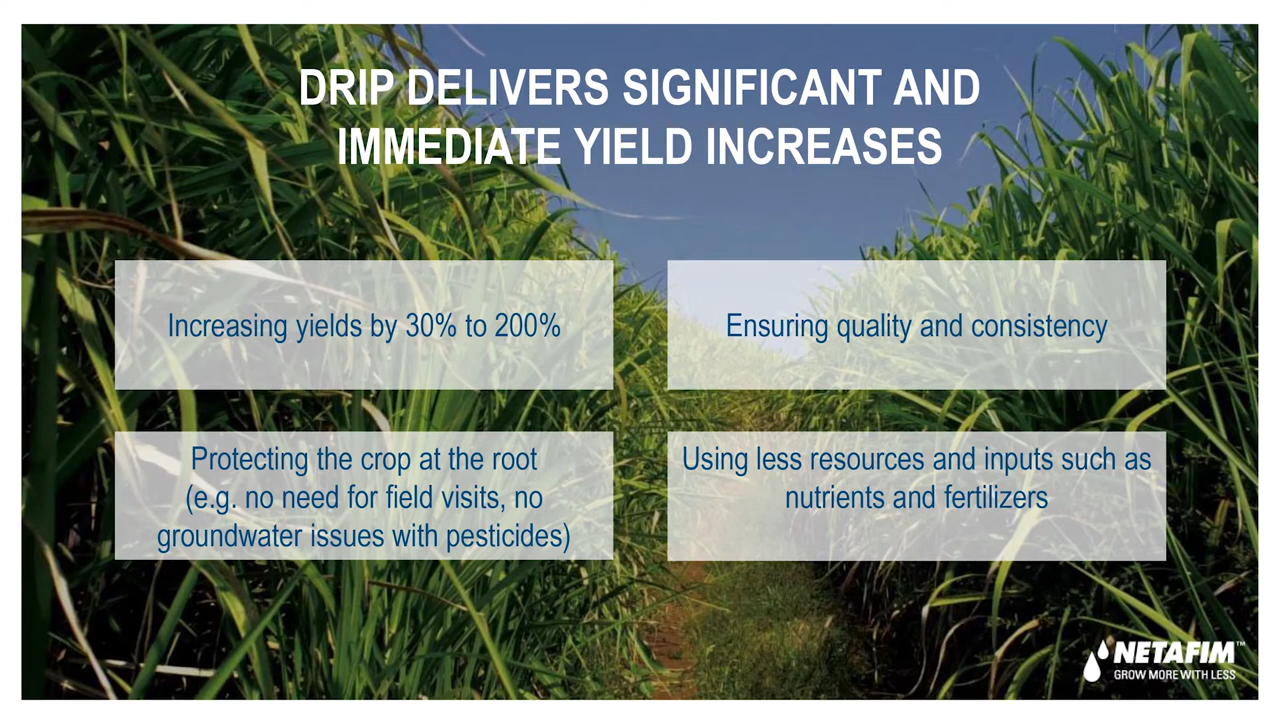 DRIP DELIVERS SIGNIFICANT AND
IMMEDIATE YIELD INCREASES
Increasing yields by 30% to 200%
Ensuring quality and consistency
Protecting the crop at the root
(e.g. no need for field visits, no
groundwater issues with pesticides)
Using less resources and inputs such as
nutrients and fertilizers
NETAFIM™
GROW MORE WITH LESS